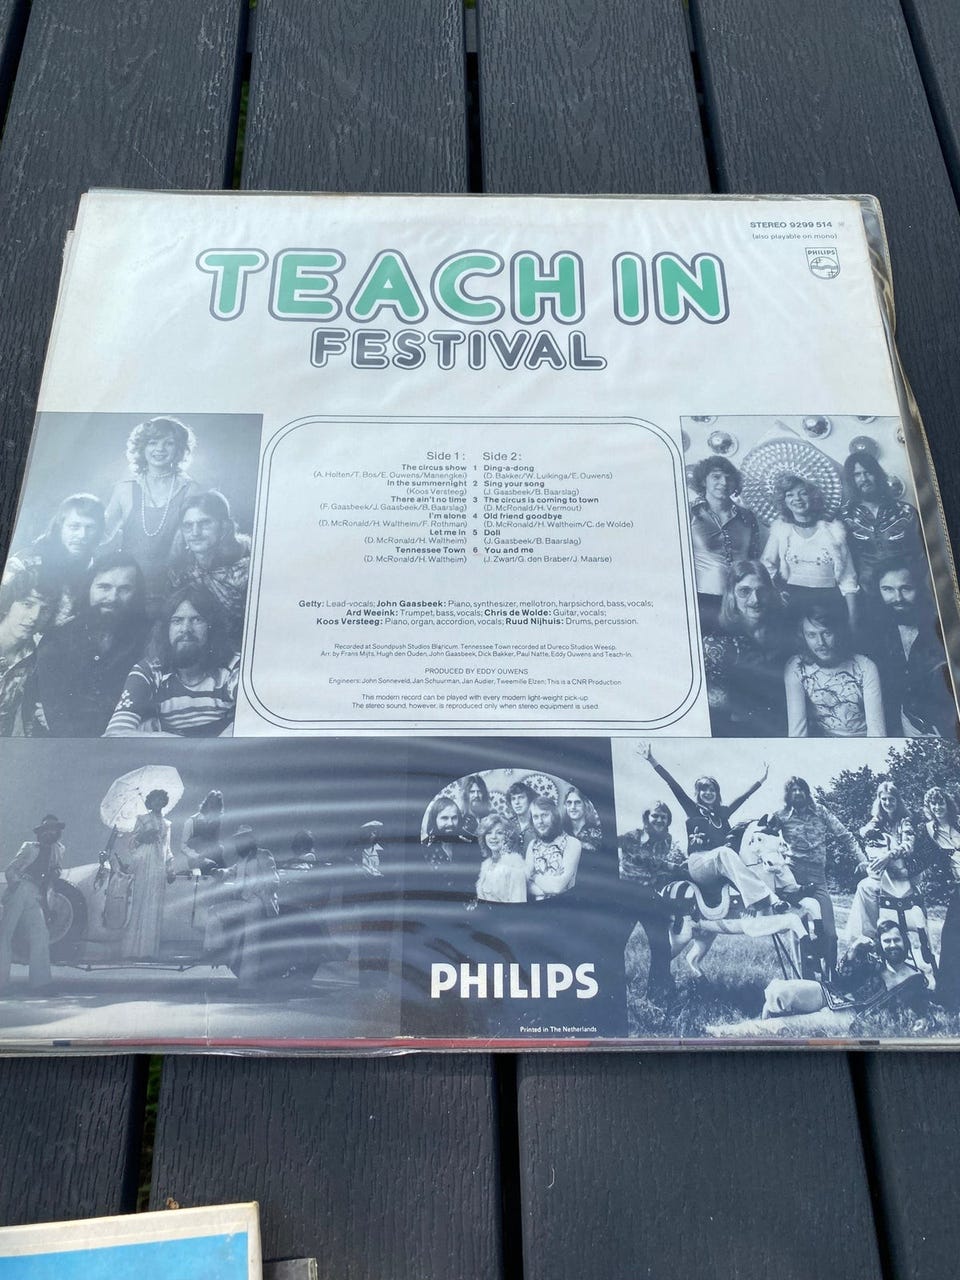 STEREO 9299 514
(also playable on mono)
PHILIPS
TEACH IN
FESTIVAL
Side 1: Side 2:
The circus show 1 Ding-a-dong
(A. Holten/T. Bos/E. Ouwens/Manengkei) (D. Bakker/W. Luikinga/E. Ouwens)
In the summernight 2 Sing your song
(Koos Versteeg) (J. Gaasbeek/B. Baarslag)
There ain't no time 3 The circus is coming to town
(F. Gaasbeek/J. Gaasbeek/B. Baarslag) (D. McRonald/H. Vermout)
I'm alone 4 Old friend goodbye
(D. McRonald/H. Waltheim/F. Rothman) (D. McRonald/H. Waltheim/C. de Wolde)
Let me in 5 Doll
(D. McRonald/H. Waltheim) (J. Gaasbeek/B. Baarslag)
Tennessee Town 6 You and me
(D. McRonald/H. Waltheim) (J. Zwart/G. den Braber/J. Maarse)
Getty: Lead-vocals; John Gaasbeek: Piano, synthesizer, mellotron, harpsichord, bass, vocals;
Ard Weeink: Trumpet, bass, vocals; Chris de Wolde: Guitar, vocals;
Koos Versteeg: Piano, organ, accordion, vocals; Ruud Nijhuis: Drums, percussion.
Recorded at Soundpush Studios Blaricum. Tennessee Town recorded at Dureco Studios Weesp.
Arr. by Frans Mijts, Hugh den Ouden, John Gaasbeek, Dick Bakker, Paul Natte, Eddy Ouwens and Teach-In.
PRODUCED BY EDDY OUWENS
Engineers: John Sonneveld, Jan Schuurman, Jan Audier, Tweemille Elzen; This is a CNR Production
This modern record can be played with every modern light-weight pick-up
The stereo sound, however, is reproduced only when stereo equipment is used.
PHILIPS
Printed in The Netherlands